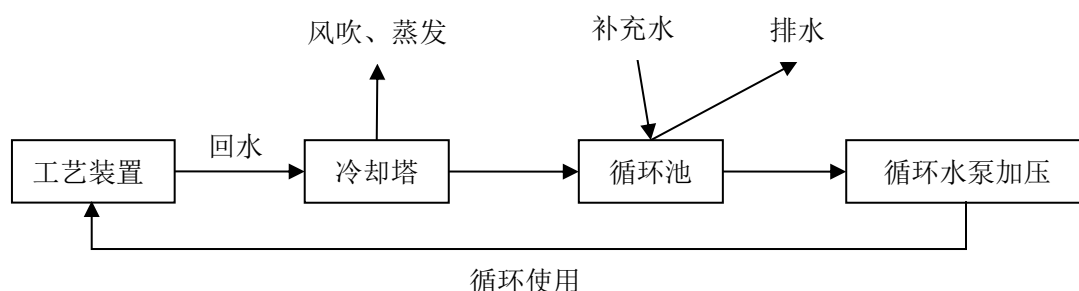 风吹、蒸发
补充水
排水
回水
工艺装置
冷却塔
循环池
循环水泵加压
循环使用